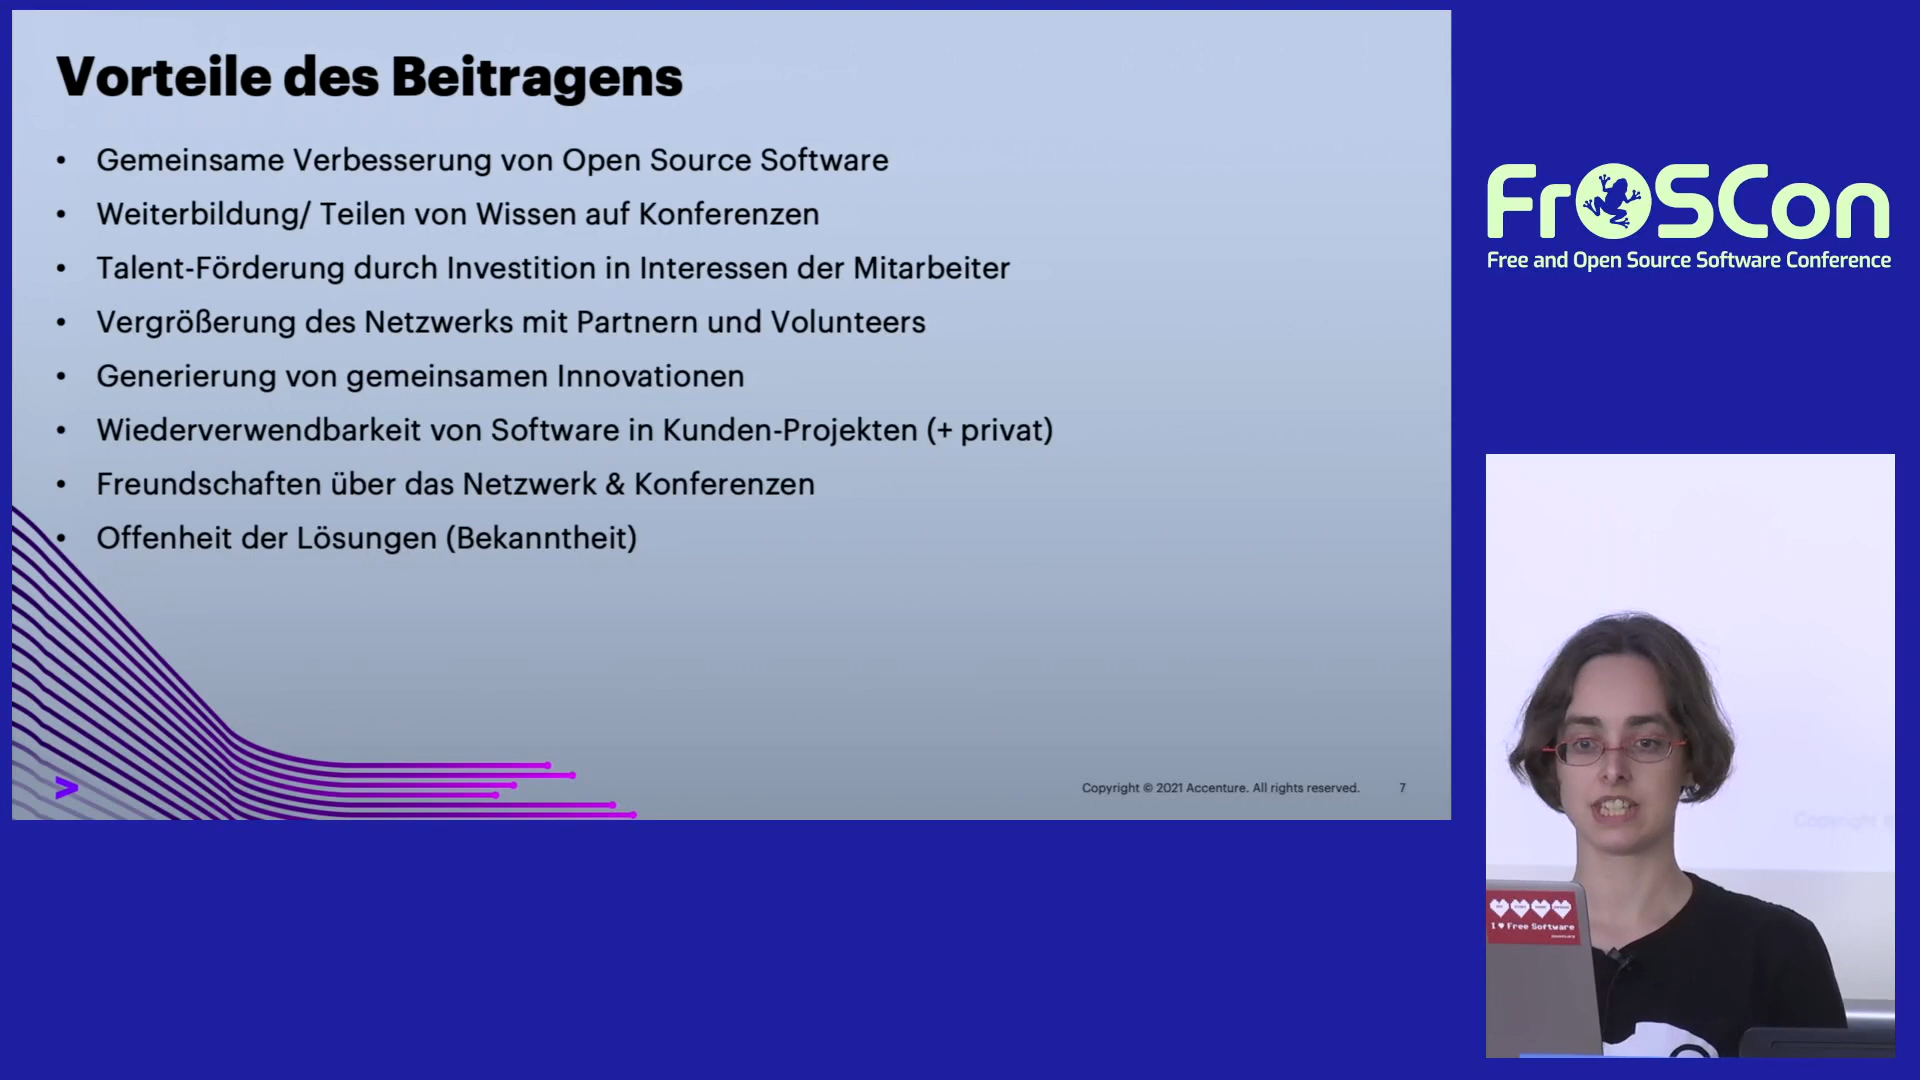 Vorteile des Beitragens
• Gemeinsame Verbesserung von Open Source Software
• Weiterbildung/ Teilen von Wissen auf Konferenzen
• Talent-Förderung durch Investition in Interessen der Mitarbeiter
• Vergrößerung des Netzwerks mit Partnern und Volunteers
• Generierung von gemeinsamen Innovationen
• Wiederverwendbarkeit von Software in Kunden-Projekten (+ privat)
• Freundschaften über das Netzwerk & Konferenzen
• Offenheit der Lösungen (Bekanntheit)
>
Copyright © 2021 Accenture. All rights reserved. 7
FrOSCon
Free and Open Source Software Conference
I ♥ Free Software